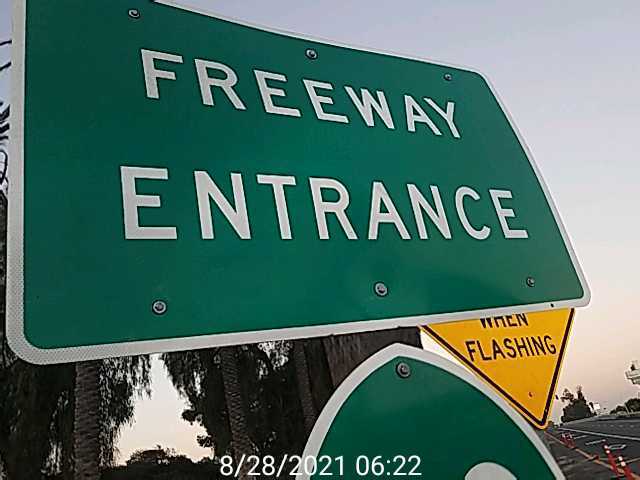 FREEWAY
ENTRANCE
WHEN
FLASHING
8/28/2021 06:22